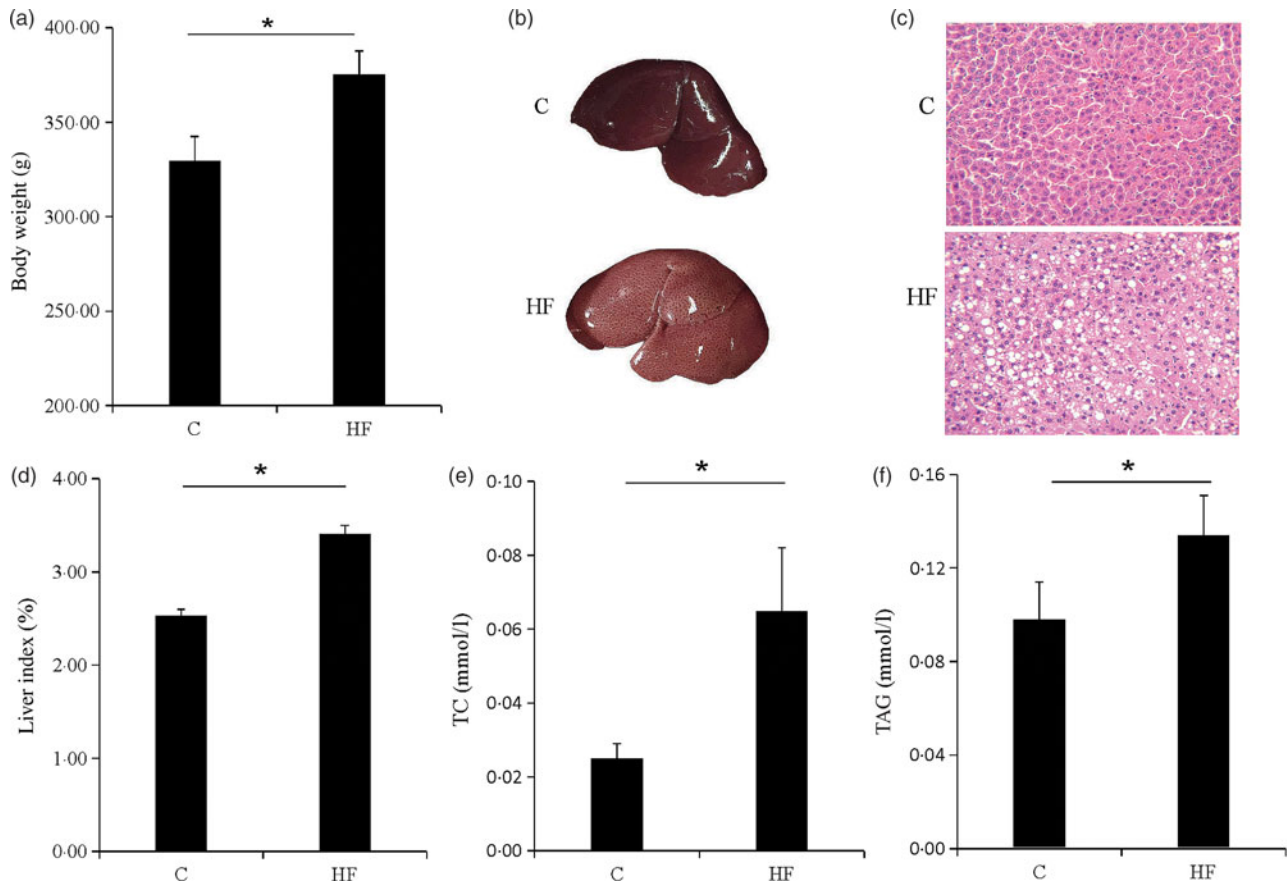 (a)
*
400·00
350·00
300·00
250·00
200·00
Body weight (g)
C
HF
(b)
C
HF
(c)
C
HF
(d)
*
4·00
3·00
2·00
1·00
0·00
Liver index (%)
C
HF
(e)
*
0·10
0·08
0·06
0·04
0·02
0·00
TC (mmol/l)
C
HF
(f)
*
0·16
0·12
0·08
0·04
0·00
TAG (mmol/l)
C
HF